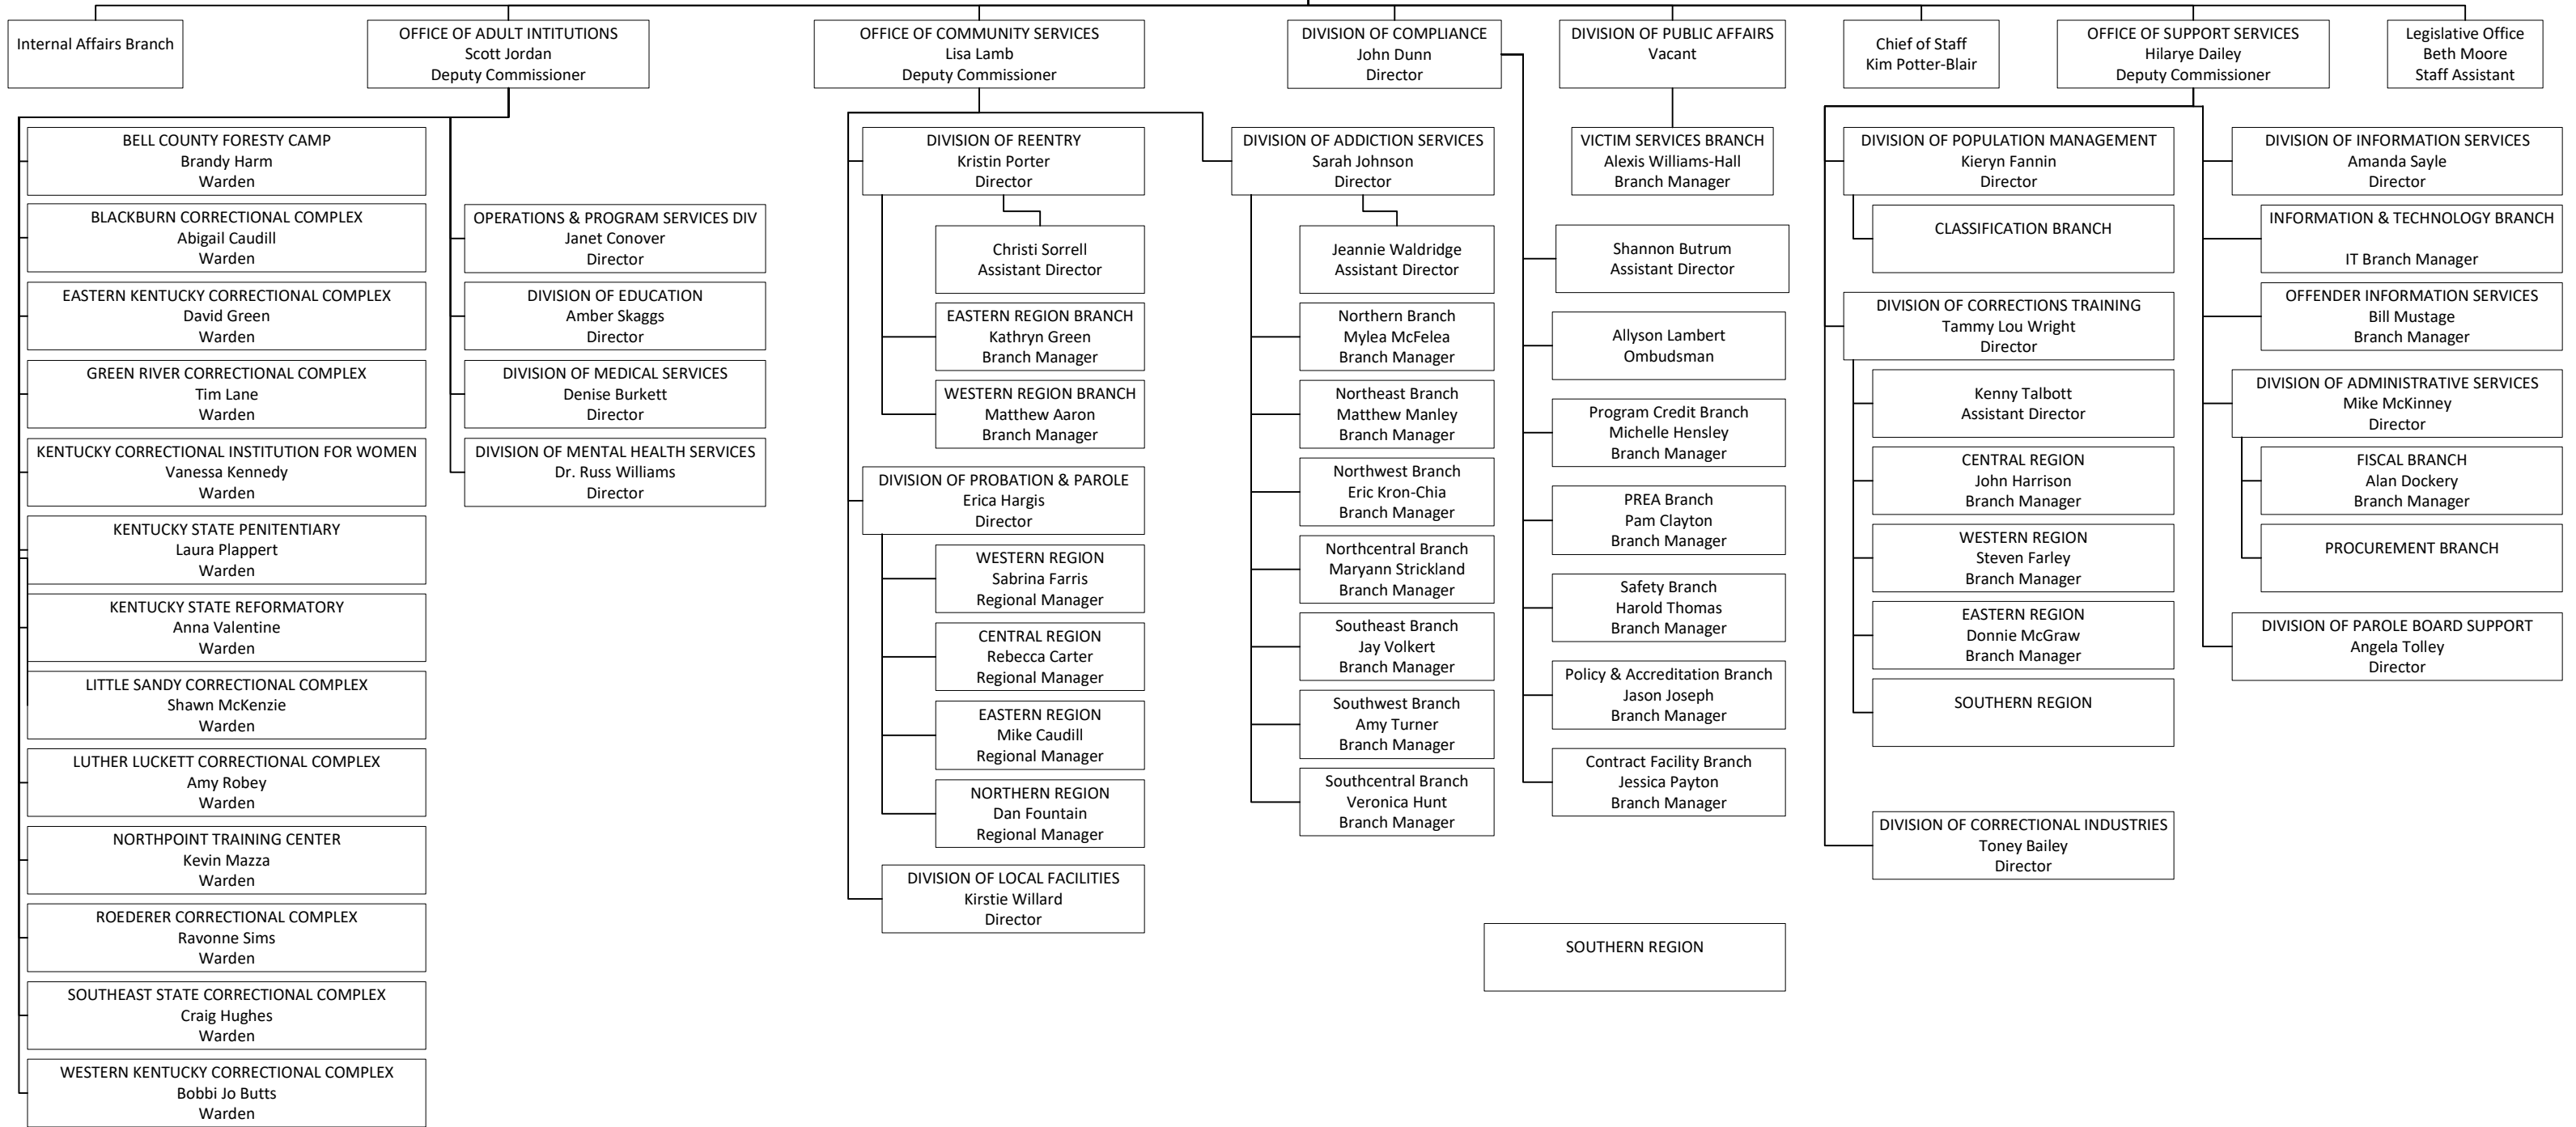 Internal Affairs Branch
OFFICE OF ADULT INTITUTIONS
Scott Jordan
Deputy Commissioner
OFFICE OF COMMUNITY SERVICES
Lisa Lamb
Deputy Commissioner
DIVISION OF COMPLIANCE
John Dunn
Director
DIVISION OF PUBLIC AFFAIRS
Vacant
Chief of Staff
Kim Potter-Blair
OFFICE OF SUPPORT SERVICES
Hilarye Dailey
Deputy Commissioner
Legislative Office
Beth Moore
Staff Assistant
BELL COUNTY FORESTY CAMP
Brandy Harm
Warden
BLACKBURN CORRECTIONAL COMPLEX
Abigail Caudill
Warden
EASTERN KENTUCKY CORRECTIONAL COMPLEX
David Green
Warden
GREEN RIVER CORRECTIONAL COMPLEX
Tim Lane
Warden
KENTUCKY CORRECTIONAL INSTITUTION FOR WOMEN
Vanessa Kennedy
Warden
KENTUCKY STATE PENITENTIARY
Laura Plappert
Warden
KENTUCKY STATE REFORMATORY
Anna Valentine
Warden
LITTLE SANDY CORRECTIONAL COMPLEX
Shawn McKenzie
Warden
LUTHER LUCKETT CORRECTIONAL COMPLEX
Amy Robey
Warden
NORTHPOINT TRAINING CENTER
Kevin Mazza
Warden
ROEDERER CORRECTIONAL COMPLEX
Ravonne Sims
Warden
SOUTHEAST STATE CORRECTIONAL COMPLEX
Craig Hughes
Warden
WESTERN KENTUCKY CORRECTIONAL COMPLEX
Bobbi Jo Butts
Warden
OPERATIONS & PROGRAM SERVICES DIV
Janet Conover
Director
DIVISION OF EDUCATION
Amber Skaggs
Director
DIVISION OF MEDICAL SERVICES
Denise Burkett
Director
DIVISION OF MENTAL HEALTH SERVICES
Dr. Russ Williams
Director
DIVISION OF REENTRY
Kristin Porter
Director
Christi Sorrell
Assistant Director
EASTERN REGION BRANCH
Kathryn Green
Branch Manager
WESTERN REGION BRANCH
Matthew Aaron
Branch Manager
DIVISION OF PROBATION & PAROLE
Erica Hargis
Director
WESTERN REGION
Sabrina Farris
Regional Manager
CENTRAL REGION
Rebecca Carter
Regional Manager
EASTERN REGION
Mike Caudill
Regional Manager
NORTHERN REGION
Dan Fountain
Regional Manager
DIVISION OF LOCAL FACILITIES
Kirstie Willard
Director
DIVISION OF ADDICTION SERVICES
Sarah Johnson
Director
Jeannie Waldridge
Assistant Director
Northern Branch
Mylea McFelea
Branch Manager
Northeast Branch
Matthew Manley
Branch Manager
Northwest Branch
Eric Kron-Chia
Branch Manager
Northcentral Branch
Maryann Strickland
Branch Manager
Southeast Branch
Jay Volkert
Branch Manager
Southwest Branch
Amy Turner
Branch Manager
Southcentral Branch
Veronica Hunt
Branch Manager
VICTIM SERVICES BRANCH
Alexis Williams-Hall
Branch Manager
Shannon Butrum
Assistant Director
Allyson Lambert
Ombudsman
Program Credit Branch
Michelle Hensley
Branch Manager
PREA Branch
Pam Clayton
Branch Manager
Safety Branch
Harold Thomas
Branch Manager
Policy & Accreditation Branch
Jason Joseph
Branch Manager
Contract Facility Branch
Jessica Payton
Branch Manager
SOUTHERN REGION
DIVISION OF POPULATION MANAGEMENT
Kieryn Fannin
Director
CLASSIFICATION BRANCH
DIVISION OF CORRECTIONS TRAINING
Tammy Lou Wright
Director
Kenny Talbott
Assistant Director
CENTRAL REGION
John Harrison
Branch Manager
WESTERN REGION
Steven Farley
Branch Manager
EASTERN REGION
Donnie McGraw
Branch Manager
SOUTHERN REGION
DIVISION OF CORRECTIONAL INDUSTRIES
Toney Bailey
Director
DIVISION OF INFORMATION SERVICES
Amanda Sayle
Director
INFORMATION & TECHNOLOGY BRANCH
IT Branch Manager
OFFENDER INFORMATION SERVICES
Bill Mustage
Branch Manager
DIVISION OF ADMINISTRATIVE SERVICES
Mike McKinney
Director
FISCAL BRANCH
Alan Dockery
Branch Manager
PROCUREMENT BRANCH
DIVISION OF PAROLE BOARD SUPPORT
Angela Tolley
Director